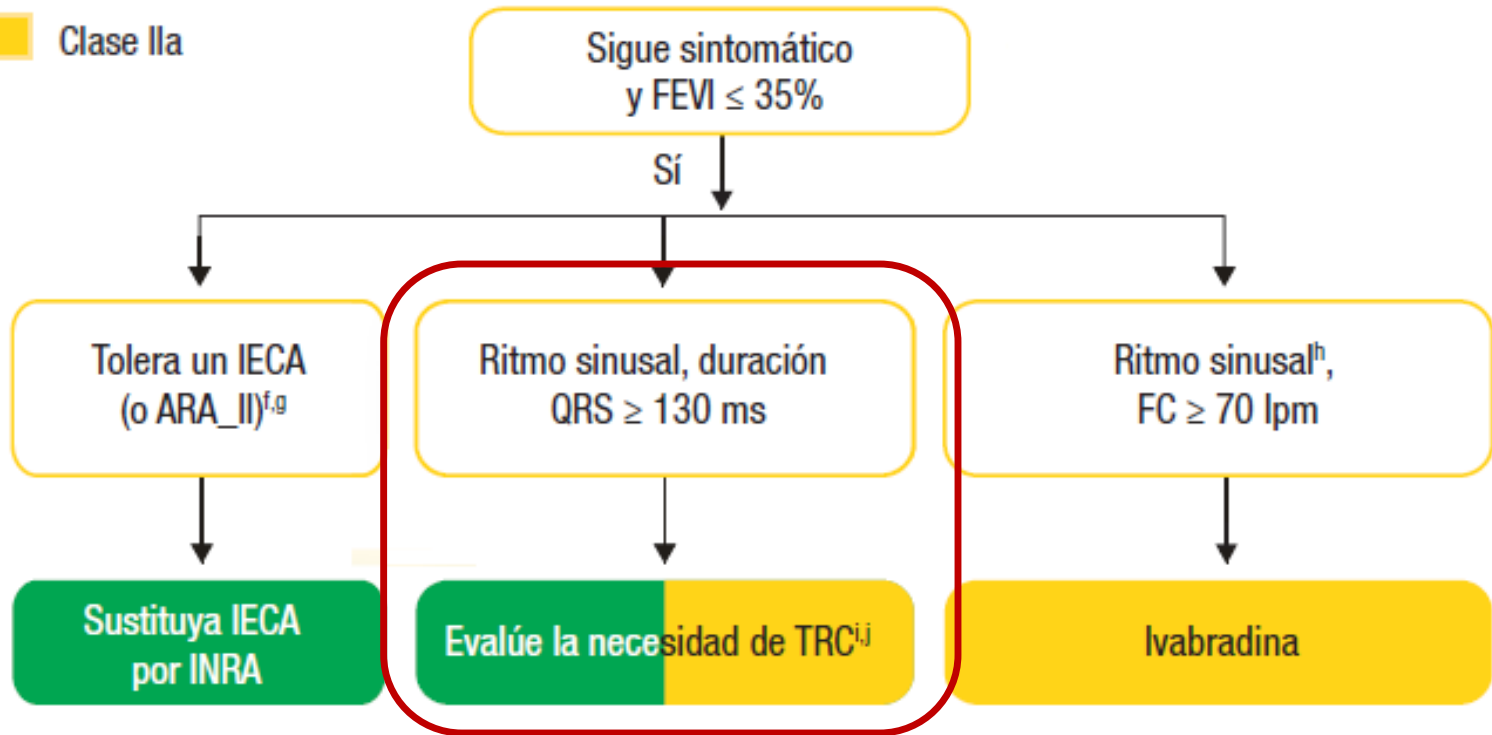 Clase IIa
Sigue sintomático
y FEVI ≤ 35%
Sí
Tolera un IECA
(o ARA_II)f,g
Ritmo sinusal, duración
QRS ≥ 130 ms
Ritmo sinusalh,
FC ≥ 70 lpm
Sustituya IECA
por INRA
Evalúe la necesidad de TRCi,j
Ivabradina